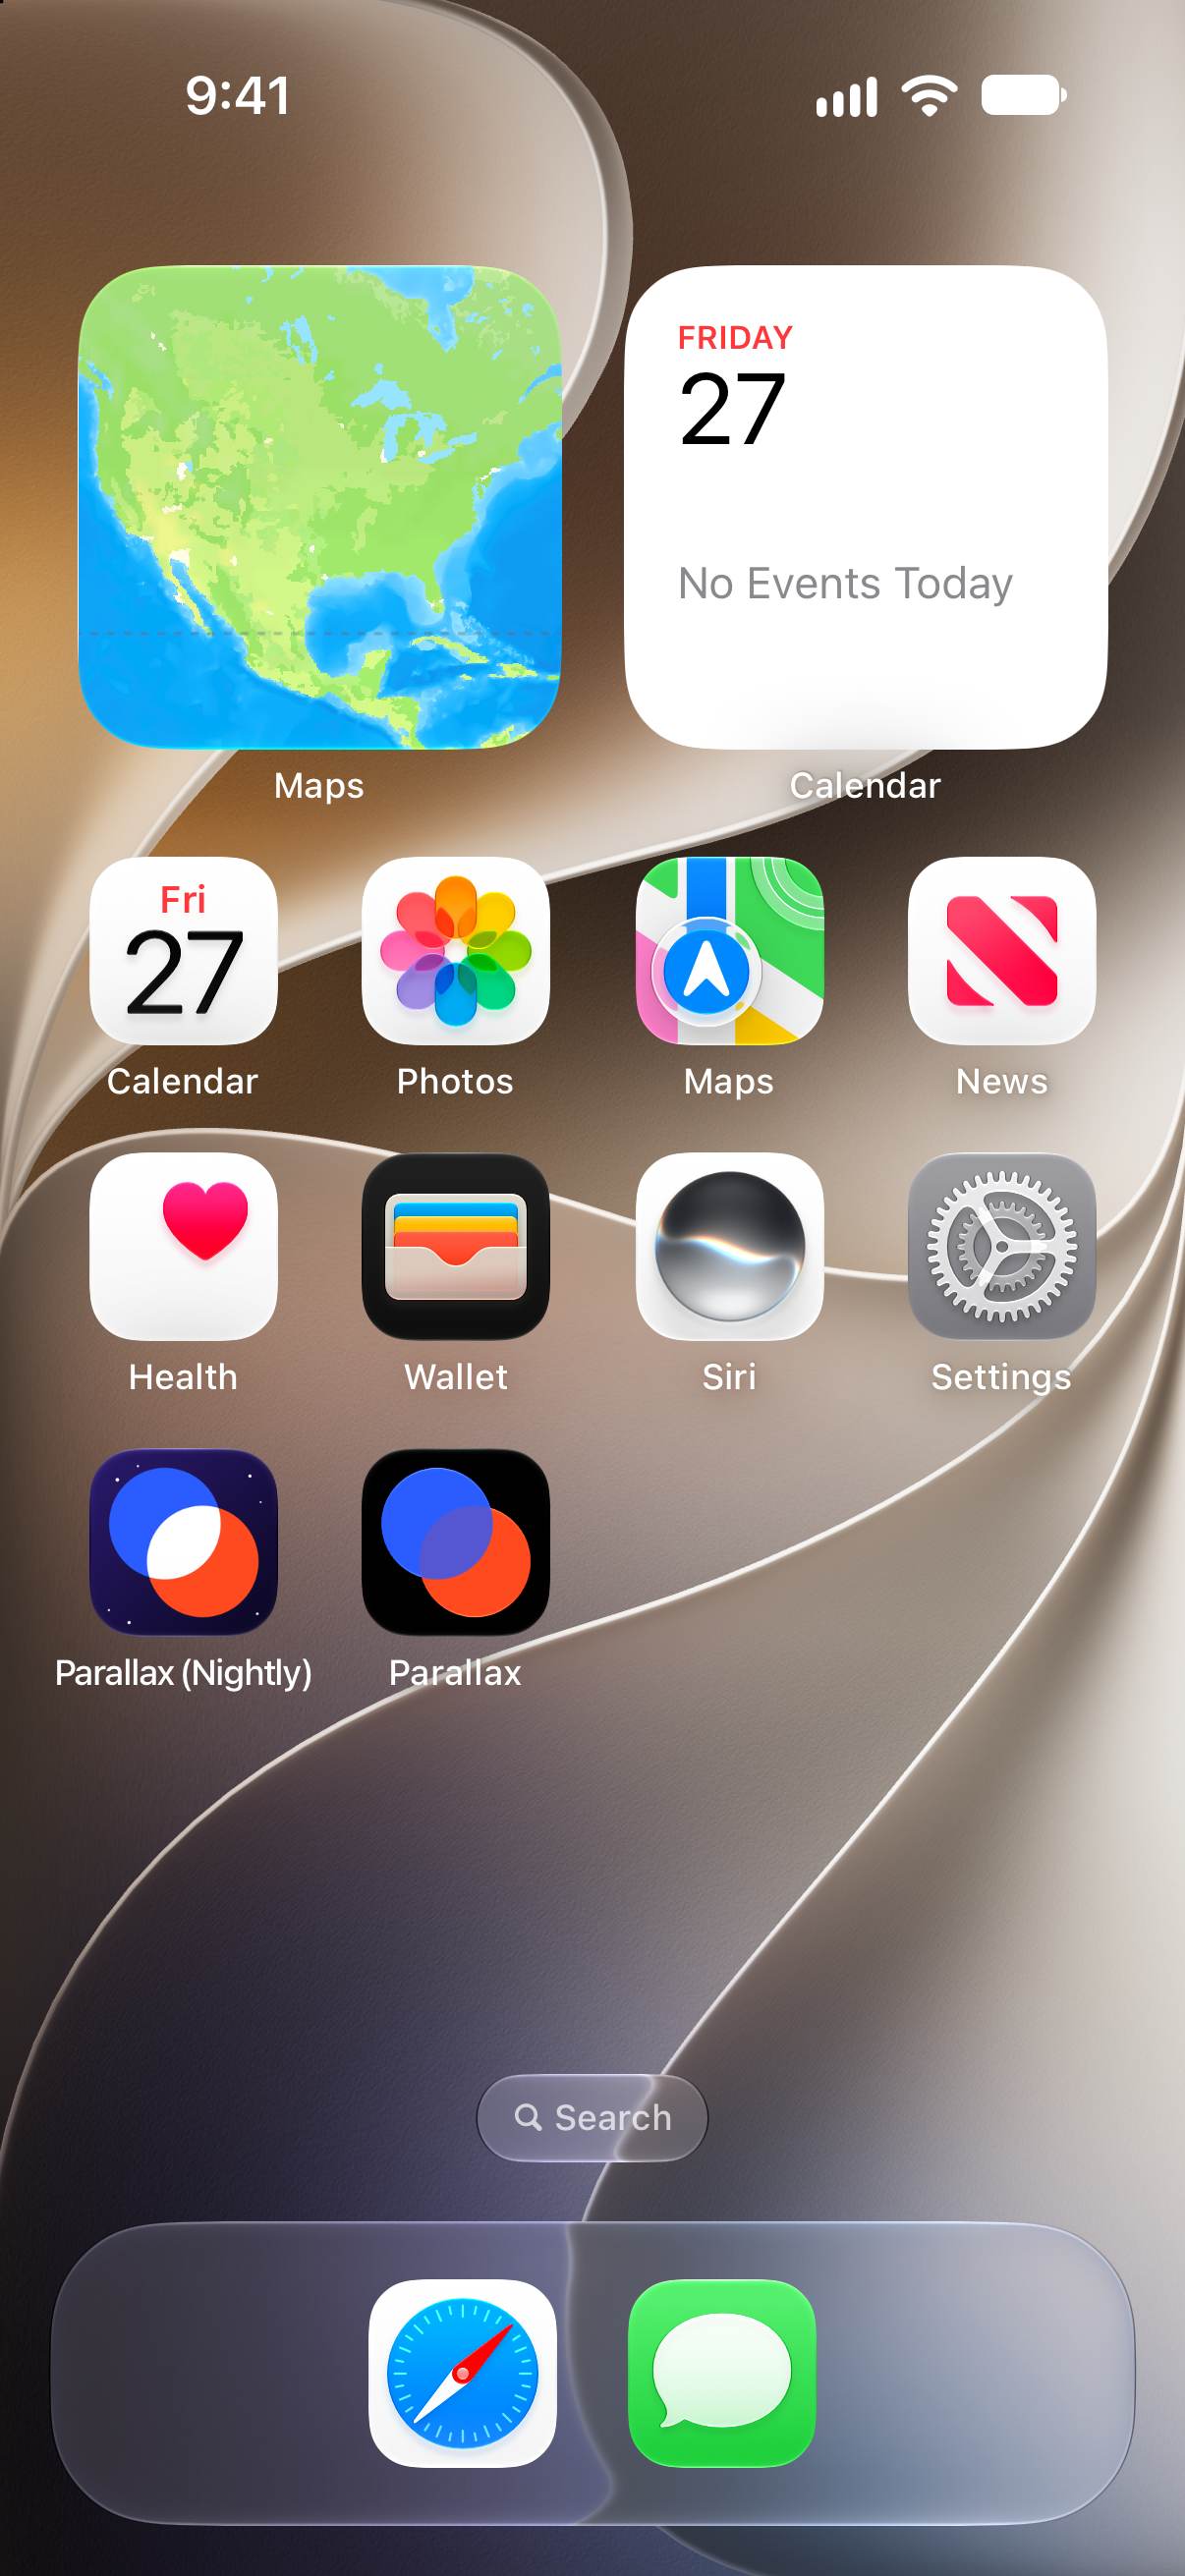 9:41
FRIDAY
27
No Events Today
Maps
Calendar
Fri
27
Calendar
Photos
Maps
News
Health
Wallet
Siri
Settings
Parallax (Nightly)
Parallax
Search